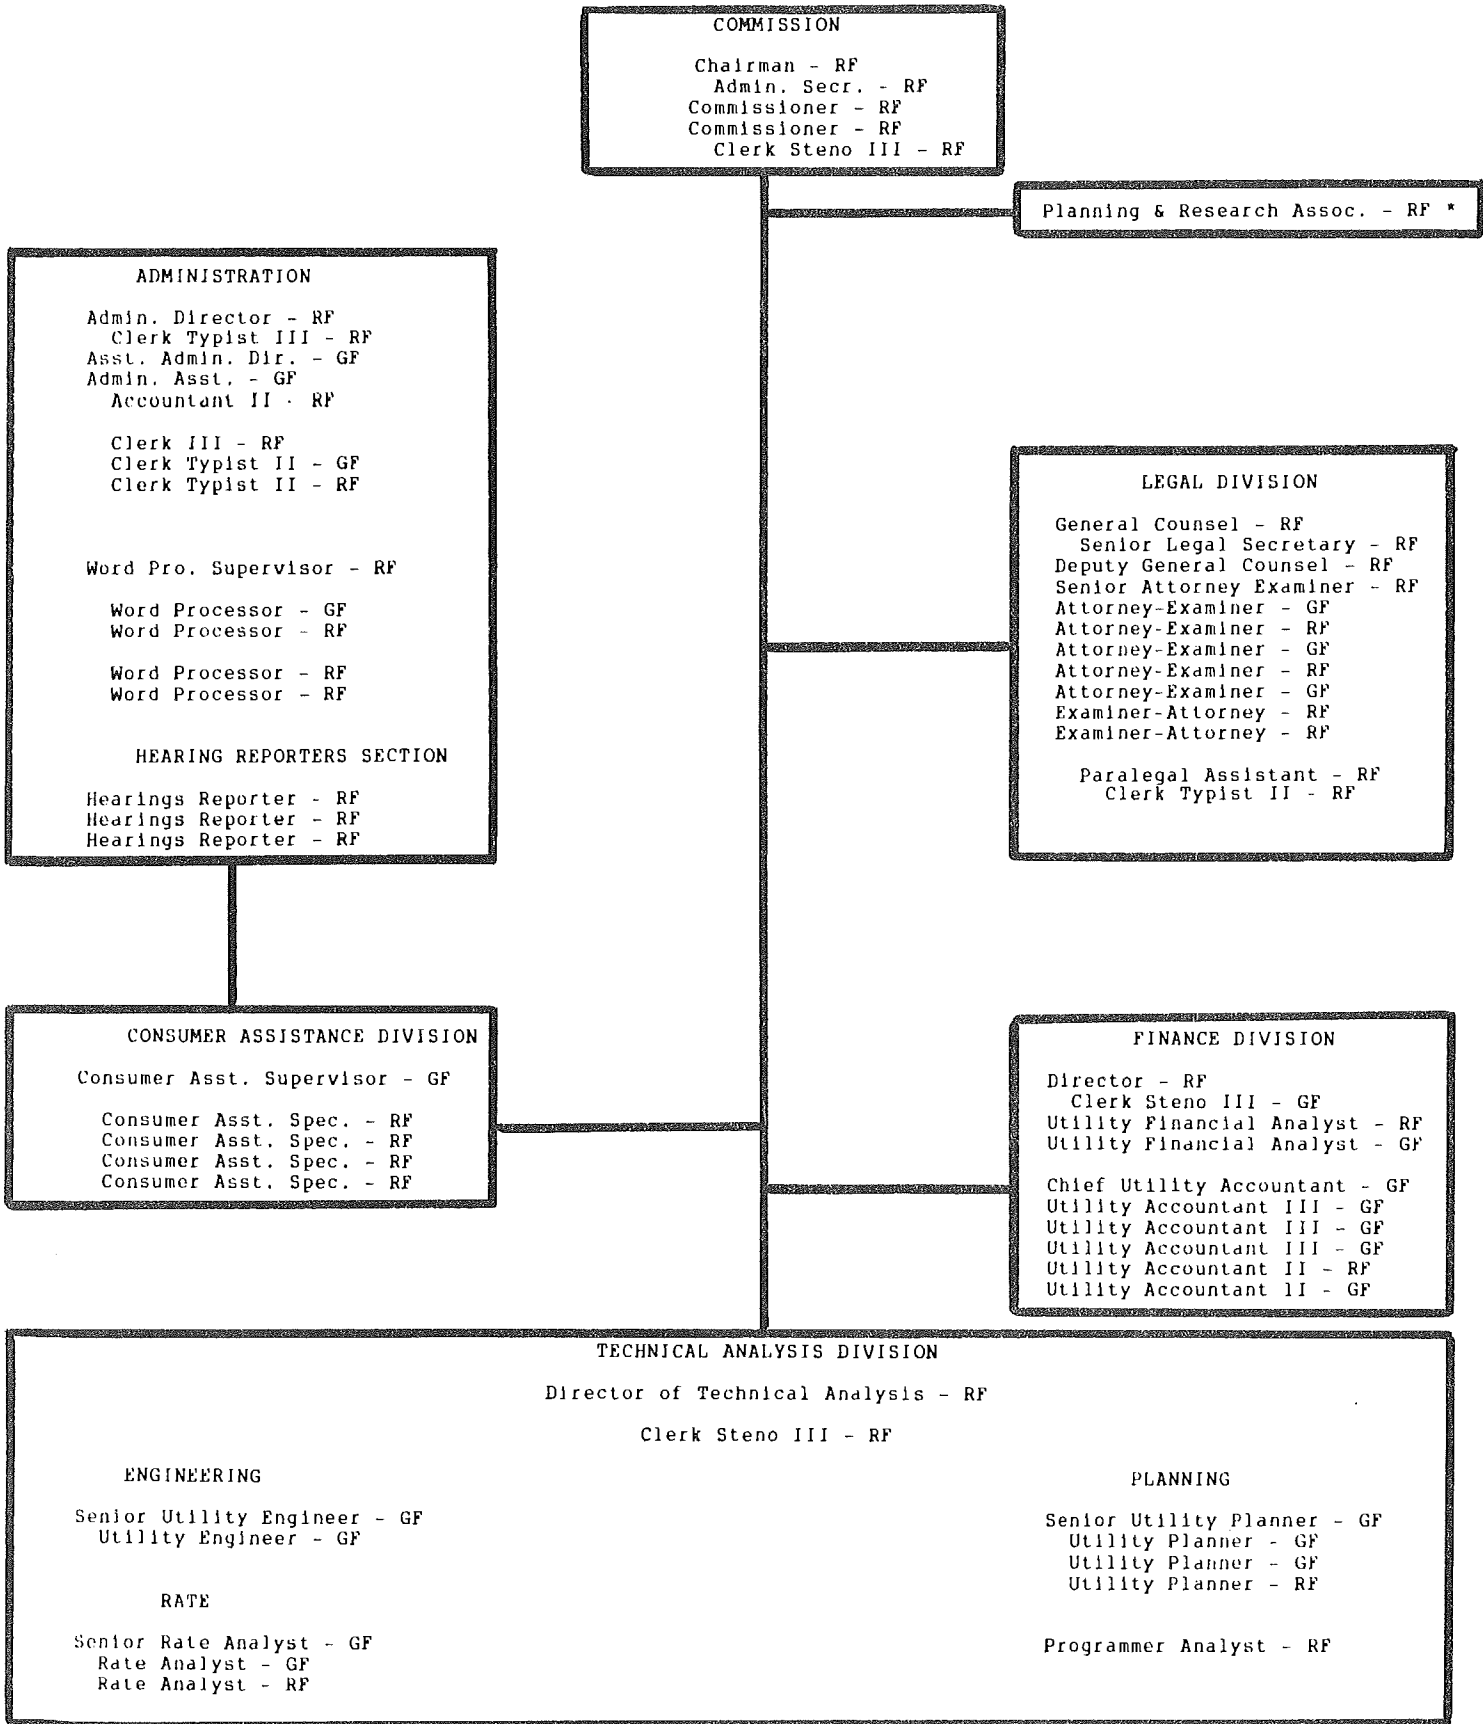 COMMISSION
Chairman - RF
Admin. Secr. - RF
Commissioner - RF
Commissioner - RF
Clerk Steno III - RF
Planning & Research Assoc. - RF *
ADMINISTRATION
Admin. Director - RF
Clerk Typist III - RF
Asst. Admin. Dir. - GF
Admin. Asst. - GF
Accountant II - RF
Clerk III - RF
Clerk Typist II - GF
Clerk Typist II - RF
Word Pro. Supervisor - RF
Word Processor - GF
Word Processor - RF
Word Processor - RF
Word Processor - RF
HEARING REPORTERS SECTION
Hearings Reporter - RF
Hearings Reporter - RF
Hearings Reporter - RF
LEGAL DIVISION
General Counsel - RF
Senior Legal Secretary - RF
Deputy General Counsel - RF
Senior Attorney Examiner - RF
Attorney-Examiner - GF
Attorney-Examiner - RF
Attorney-Examiner - GF
Attorney-Examiner - RF
Attorney-Examiner - GF
Examiner-Attorney - RF
Examiner-Attorney - RF
Paralegal Assistant - RF
Clerk Typist II - RF
CONSUMER ASSISTANCE DIVISION
Consumer Asst. Supervisor - GF
Consumer Asst. Spec. - RF
Consumer Asst. Spec. - RF
Consumer Asst. Spec. - RF
Consumer Asst. Spec. - RF
FINANCE DIVISION
Director - RF
Clerk Steno III - GF
Utility Financial Analyst - RF
Utility Financial Analyst - GF
Chief Utility Accountant - GF
Utility Accountant III - GF
Utility Accountant III - GF
Utility Accountant III - GF
Utility Accountant II - RF
Utility Accountant II - GF
TECHNICAL ANALYSIS DIVISION
Director of Technical Analysis - RF
Clerk Steno III - RF
ENGINEERING
Senior Utility Engineer - GF
Utility Engineer - GF
RATE
Senior Rate Analyst - GF
Rate Analyst - GF
Rate Analyst - RF
PLANNING
Senior Utility Planner - GF
Utility Planner - GF
Utility Planner - GF
Utility Planner - RF
Programmer Analyst - RF